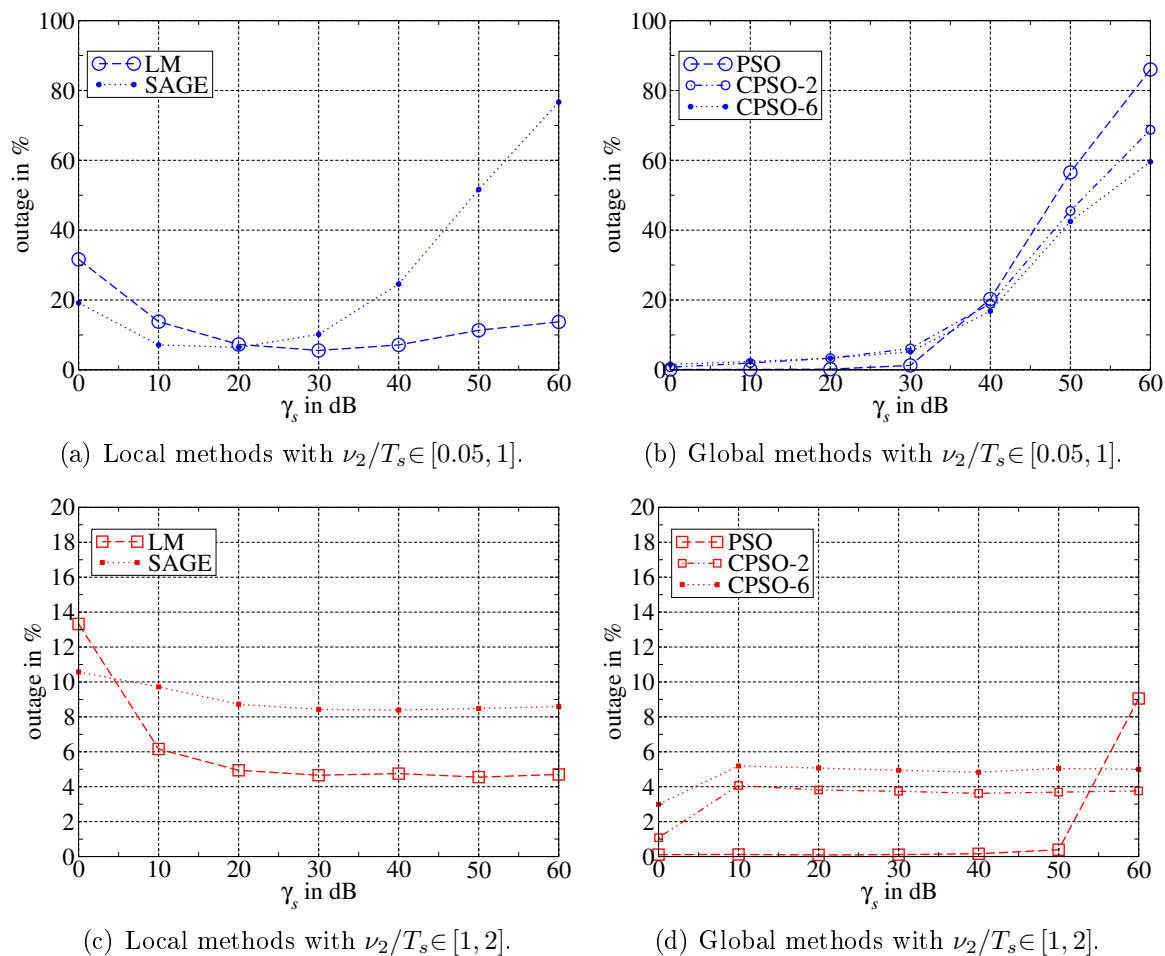 100
80
60
40
20
0
outage in %
LM
SAGE
0 10 20 30 40 50 60
γs in dB
(a) Local methods with ν2/Ts∈[0.05, 1].
100
80
60
40
20
0
outage in %
PSO
CPSO-2
CPSO-6
0 10 20 30 40 50 60
γs in dB
(b) Global methods with ν2/Ts∈[0.05, 1].
20
18
16
14
12
10
8
6
4
2
0
outage in %
LM
SAGE
0 10 20 30 40 50 60
γs in dB
(c) Local methods with ν2/Ts∈[1, 2].
20
18
16
14
12
10
8
6
4
2
0
outage in %
PSO
CPSO-2
CPSO-6
0 10 20 30 40 50 60
γs in dB
(d) Global methods with ν2/Ts∈[1, 2].